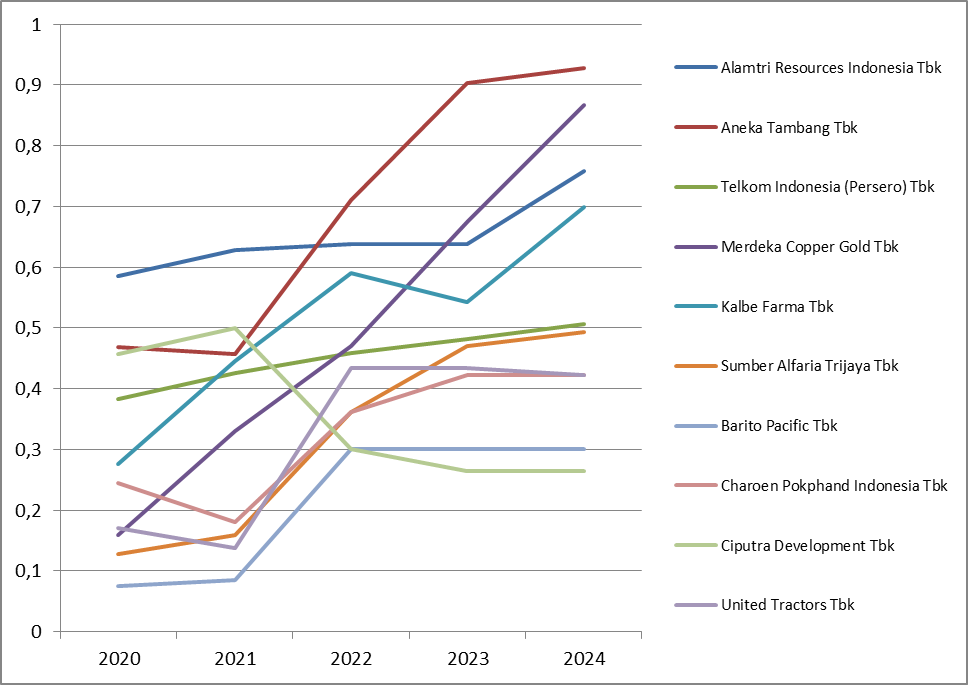 1
0,9
0,8
0,7
0,6
0,5
0,4
0,3
0,2
0,1
0
2020 2021 2022 2023 2024
Alamtri Resources Indonesia Tbk
Aneka Tambang Tbk
Telkom Indonesia (Persero) Tbk
Merdeka Copper Gold Tbk
Kalbe Farma Tbk
Sumber Alfaria Trijaya Tbk
Barito Pacific Tbk
Charoen Pokphand Indonesia Tbk
Ciputra Development Tbk
United Tractors Tbk